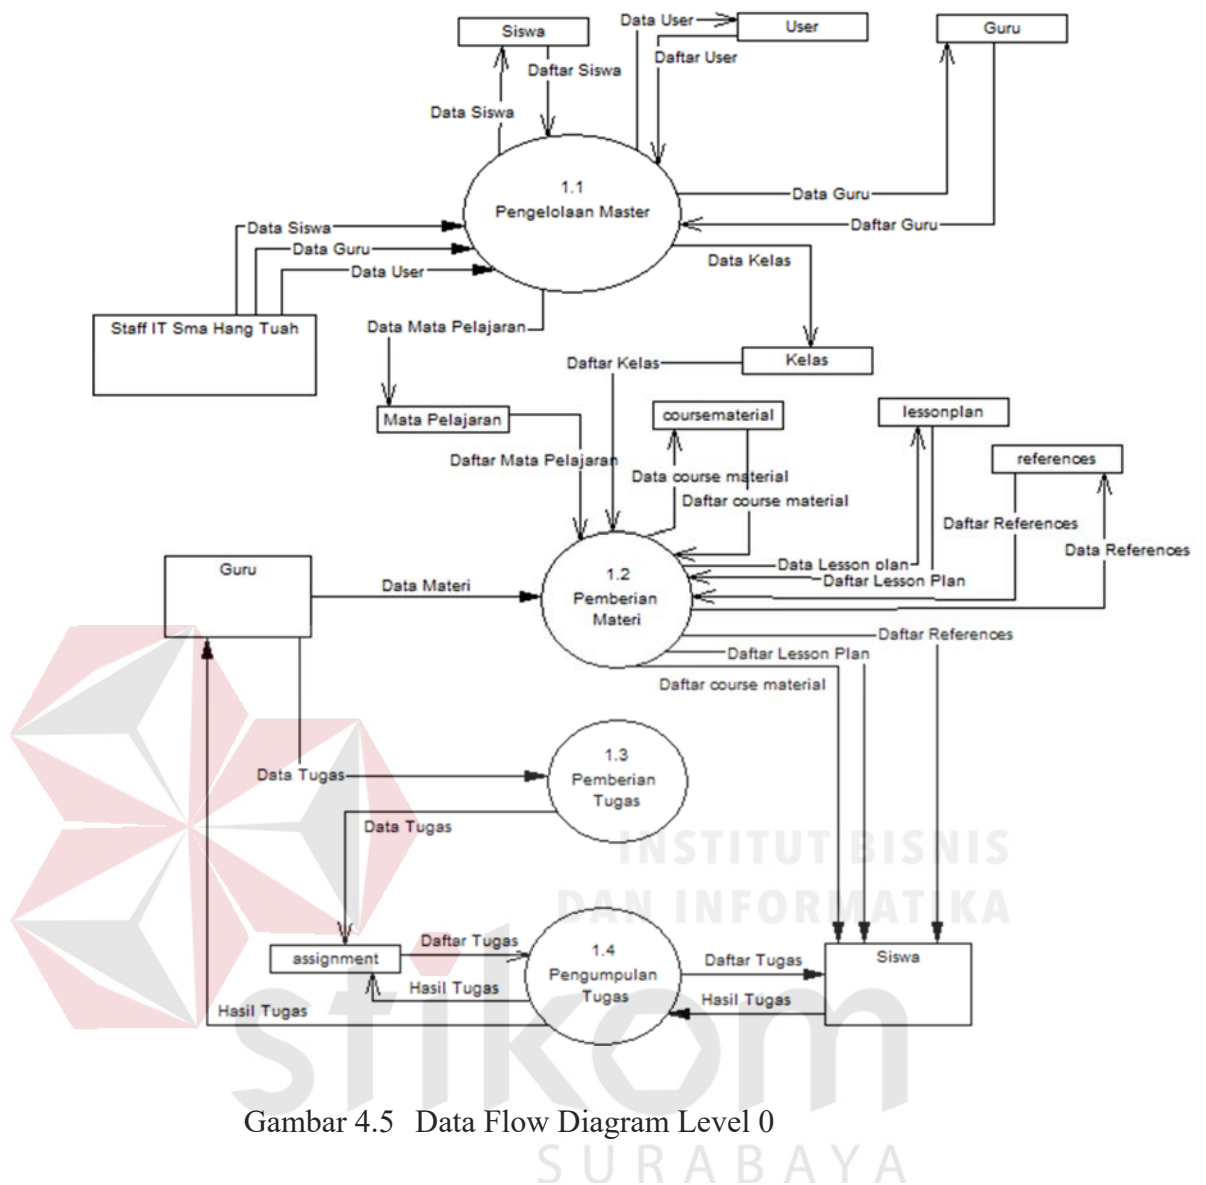 Siswa
Data User
User
Guru
Daftar Siswa
Daftar User
Data Siswa
1.1
Pengelolaan Master
Data Guru
Daftar Guru
Data Siswa
Data Guru
Data User
Data Kelas
Staff IT Sma Hang Tuah
Data Mata Pelajaran
Daftar Kelas
Kelas
Mata Pelajaran
coursematerial
lessonplan
Daftar Mata Pelajaran
references
Data course material
Daftar course material
Daftar References
Data References
Guru
Data Materi
1.2
Pemberian
Materi
Data Lesson plan
Daftar Lesson Plan
Daftar References
Daftar Lesson Plan
Daftar course material
1.3
Pemberian
Tugas
Data Tugas
Data Tugas
INSTITUT BISNIS
DAN INFORMATIKA
assignment
Daftar Tugas
1.4
Pengumpulan
Tugas
Daftar Tugas
Siswa
Hasil Tugas
Hasil Tugas
Hasil Tugas
stikom
Gambar 4.5 Data Flow Diagram Level 0
SURABAYA